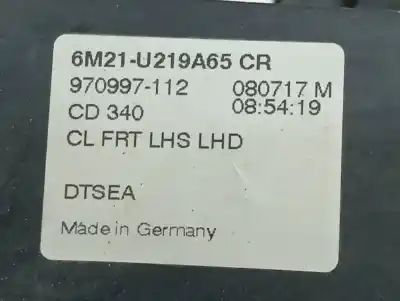 6M21-U219A65 CR
970997-112 080717 M
CD 340 08:54:19
CL FRT LHS LHD
DTSEA
Made in Germany